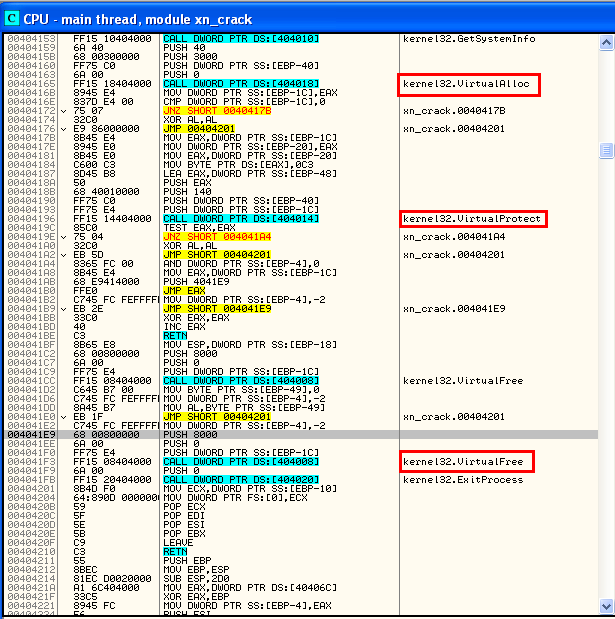 C CPU - main thread, module xn_crack
00404153 FF15 10404000 CALL DWORD PTR DS:[404010] kernel32.GetSystemInfo
00404159 6A 40 PUSH 40
0040415B 68 00300000 PUSH 3000
00404160 FF75 C0 PUSH DWORD PTR SS:[EBP-40]
00404163 6A 00 PUSH 0
00404165 FF15 18404000 CALL DWORD PTR DS:[404018] kernel32.VirtualAlloc
0040416B 8945 E4 MOV DWORD PTR SS:[EBP-1C],EAX
0040416E 837D E4 00 CMP DWORD PTR SS:[EBP-1C],0
00404172 75 07 JNZ SHORT 0040417B xn_crack.0040417B
00404174 32C0 XOR AL,AL
00404176 E9 86000000 JMP 00404201 xn_crack.00404201
0040417B 8B45 E4 MOV EAX,DWORD PTR SS:[EBP-1C]
0040417E 8945 E0 MOV DWORD PTR SS:[EBP-20],EAX
00404181 8B45 E0 MOV EAX,DWORD PTR SS:[EBP-20]
00404184 C600 C3 MOV BYTE PTR DS:[EAX],0C3
00404187 8D45 B8 LEA EAX,DWORD PTR SS:[EBP-48]
0040418A 50 PUSH EAX
0040418B 68 40010000 PUSH 140
00404190 FF75 C0 PUSH DWORD PTR SS:[EBP-40]
00404193 FF75 E4 PUSH DWORD PTR SS:[EBP-1C]
00404196 FF15 14404000 CALL DWORD PTR DS:[404014] kernel32.VirtualProtect
0040419C 85C0 TEST EAX,EAX
0040419E 75 04 JNZ SHORT 004041A4 xn_crack.004041A4
004041A0 32C0 XOR AL,AL
004041A2 EB 5D JMP SHORT 00404201 xn_crack.00404201
004041A4 8365 FC 00 AND DWORD PTR SS:[EBP-4],0
004041A8 8B45 E4 MOV EAX,DWORD PTR SS:[EBP-1C]
004041AB 68 E9414000 PUSH 4041E9
004041B0 FFE0 JMP EAX
004041B2 C745 FC FEFFFFF MOV DWORD PTR SS:[EBP-4],-2
004041B9 EB 2E JMP SHORT 004041E9 xn_crack.004041E9
004041BB 33C0 XOR EAX,EAX
004041BD 40 INC EAX
004041BE C3 RETN
004041BF 8B65 E8 MOV ESP,DWORD PTR SS:[EBP-18]
004041C2 68 00800000 PUSH 8000
004041C7 6A 00 PUSH 0
004041C9 FF75 E4 PUSH DWORD PTR SS:[EBP-1C]
004041CC FF15 08404000 CALL DWORD PTR DS:[404008] kernel32.VirtualFree
004041D2 C645 B7 00 MOV BYTE PTR SS:[EBP-49],0
004041D6 C745 FC FEFFFFF MOV DWORD PTR SS:[EBP-4],-2
004041DD 8A45 B7 MOV AL,BYTE PTR SS:[EBP-49]
004041E0 EB 1F JMP SHORT 00404201 xn_crack.00404201
004041E2 C745 FC FEFFFFF MOV DWORD PTR SS:[EBP-4],-2
004041E9 68 00800000 PUSH 8000
004041EE 6A 00 PUSH 0
004041F0 FF75 E4 PUSH DWORD PTR SS:[EBP-1C]
004041F3 FF15 08404000 CALL DWORD PTR DS:[404008] kernel32.VirtualFree
004041F9 6A 00 PUSH 0
004041FB FF15 20404000 CALL DWORD PTR DS:[404020] kernel32.ExitProcess
00404201 8B4D F0 MOV ECX,DWORD PTR SS:[EBP-10]
00404204 64:890D 0000000 MOV DWORD PTR FS:[0],ECX
0040420B 59 POP ECX
0040420C 5F POP EDI
0040420D 5E POP ESI
0040420E 5B POP EBX
0040420F C9 LEAVE
00404210 C3 RETN
00404211 55 PUSH EBP
00404212 8BEC MOV EBP,ESP
00404214 81EC D0020000 SUB ESP,2D0
0040421A A1 6C404000 MOV EAX,DWORD PTR DS:[40406C]
0040421F 33C5 XOR EAX,EBP
00404221 8945 FC MOV DWORD PTR SS:[EBP-4],EAX
00404224 56 PUSH ESI